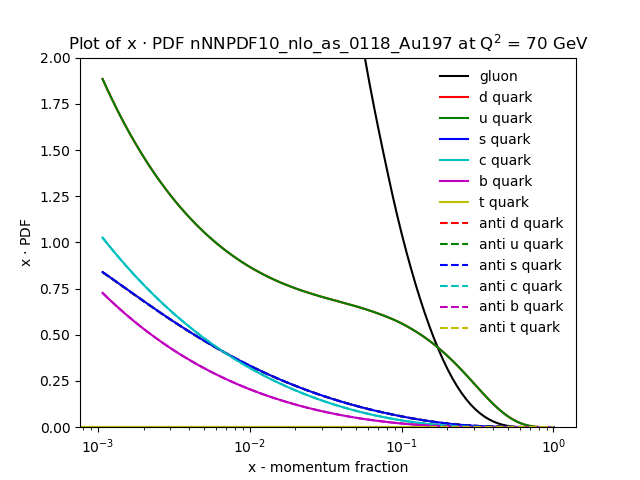 Plot of x · PDF nNNPDF10_nlo_as_0118_Au197 at Q² = 70 GeV
2.00
1.75
1.50
1.25
1.00
0.75
0.50
0.25
0.00
x · PDF
gluon
d quark
u quark
s quark
c quark
b quark
t quark
anti d quark
anti u quark
anti s quark
anti c quark
anti b quark
anti t quark
10⁻³ 10⁻² 10⁻¹ 10⁰
x - momentum fraction